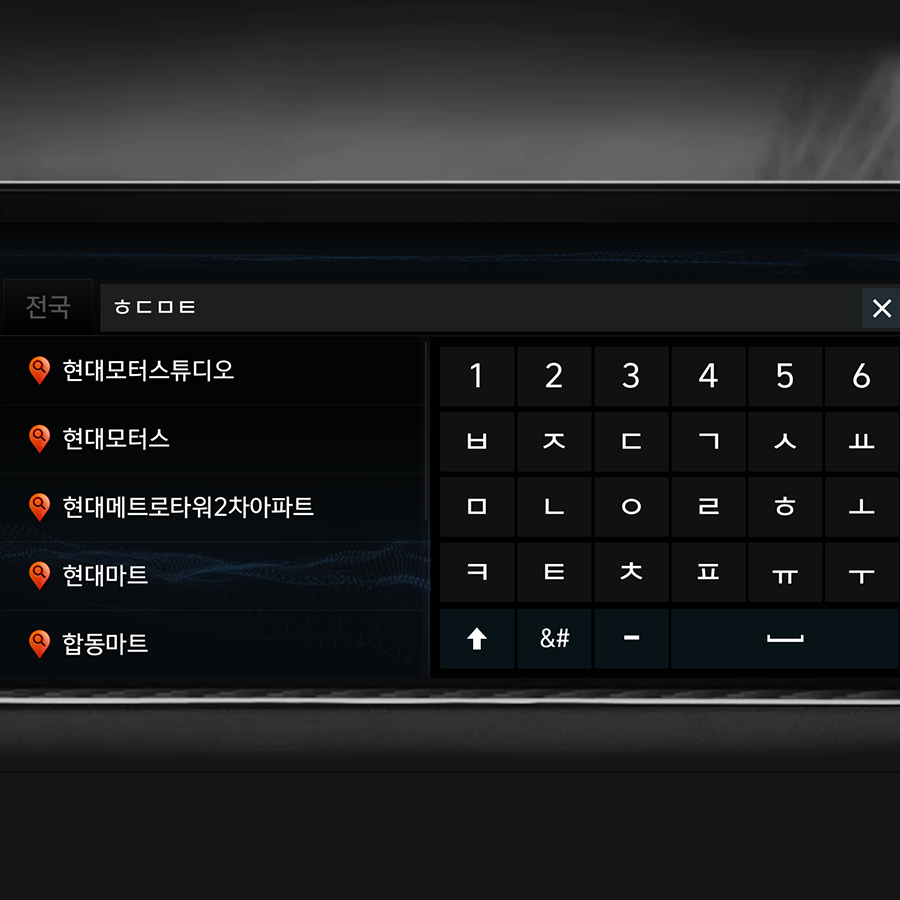 전국 ㅎㄷㅁㅌ
현대모터스튜디오
현대모터스
현대메트로타워2차아파트
현대마트
합동마트
1 2 3 4 5 6
ㅂ ㅈ ㄷ ㄱ ㅅ ㅛ
ㅁ ㄴ ㅇ ㄹ ㅎ ㅗ
ㅋ ㅌ ㅊ ㅍ ㅠ ㅜ
&# -